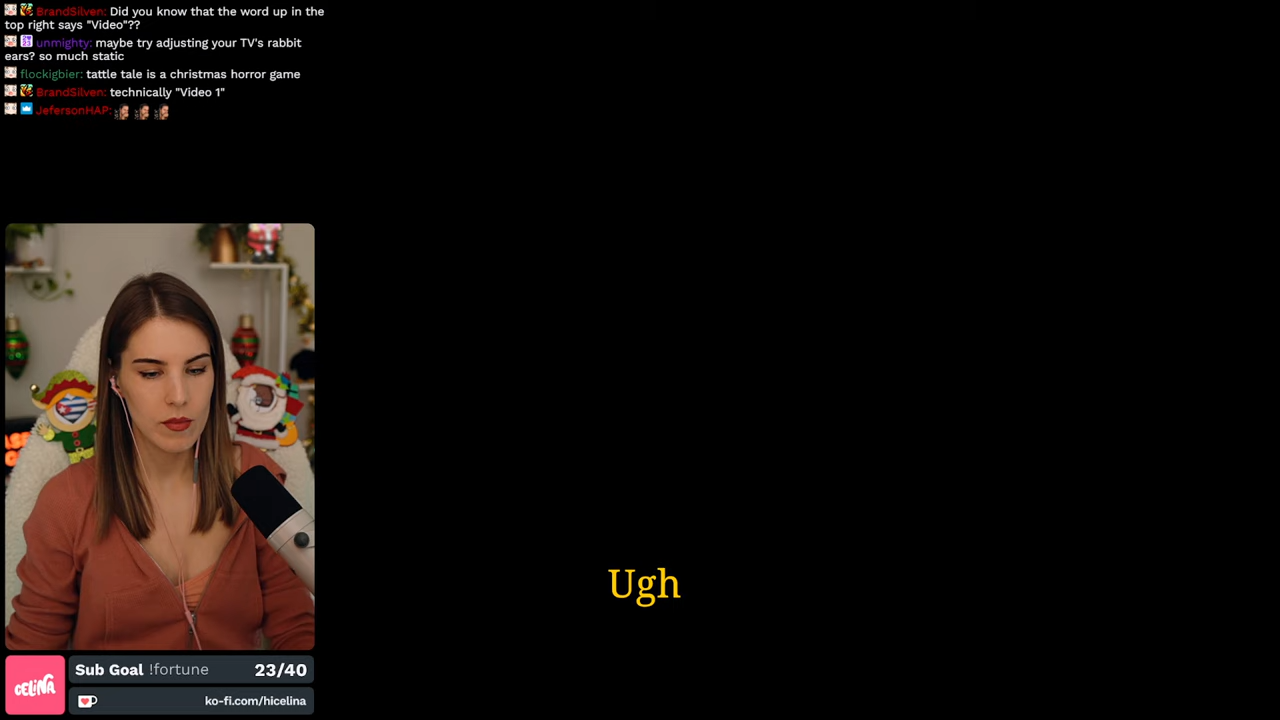 BrandSilven: Did you know that the word up in the
top right says "Video"??
unmighty: maybe try adjusting your TV's rabbit
ears? so much static
flockigbier: tattle tale is a christmas horror game
BrandSilven: technically "Video 1"
JefersonHAP:
Ugh
Sub Goal !fortune 23/40
CELINA
ko-fi.com/hicelina